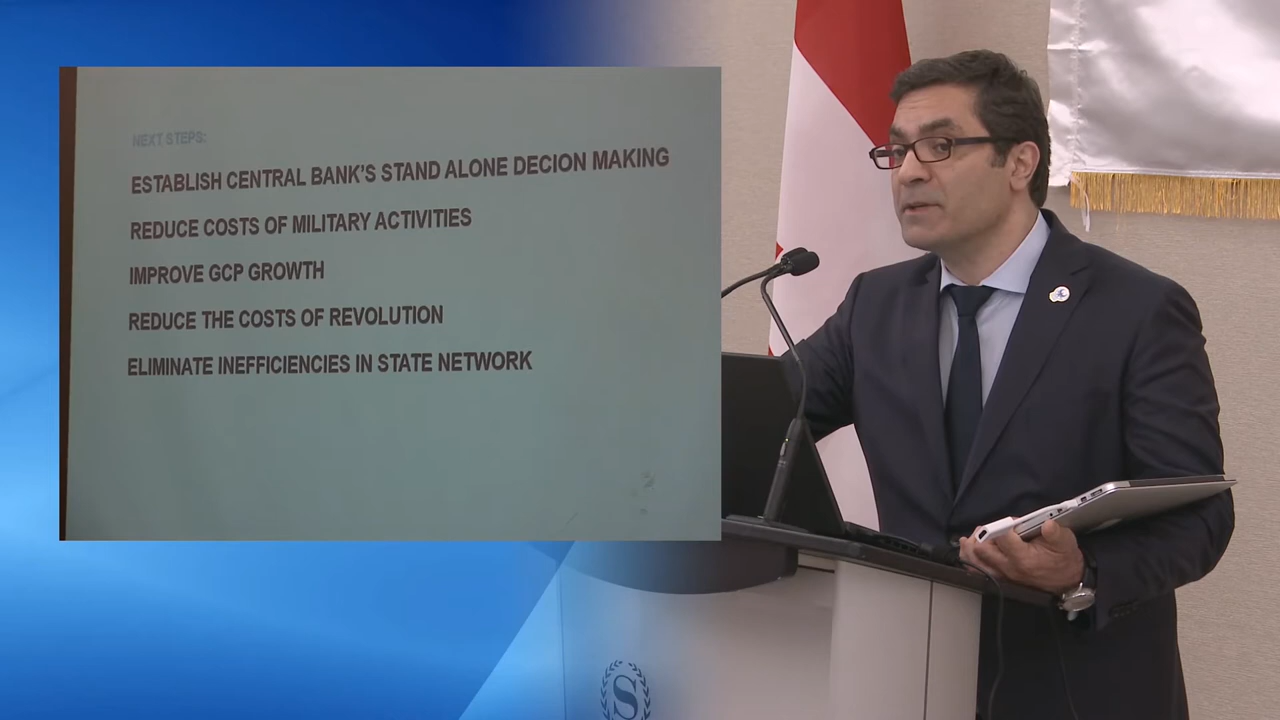 NEXT STEPS:
ESTABLISH CENTRAL BANK'S STAND ALONE DECION MAKING
REDUCE COSTS OF MILITARY ACTIVITIES
IMPROVE GCP GROWTH
REDUCE THE COSTS OF REVOLUTION
ELIMINATE INEFFICIENCIES IN STATE NETWORK
S